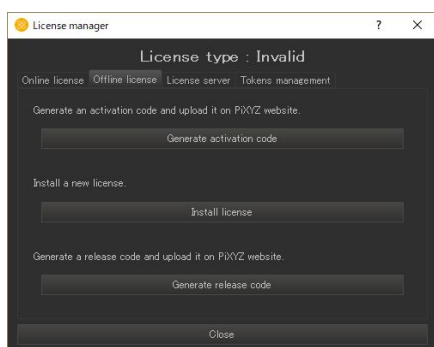 License manager
?
License type : Invalid
Online license
Offline license
License server
Tokens management
Generate an activation code and upload it on PiXYZ website.
Generate activation code
Install a new license.
Install license
Generate a release code and upload it on PiXYZ website.
Generate release code
Close